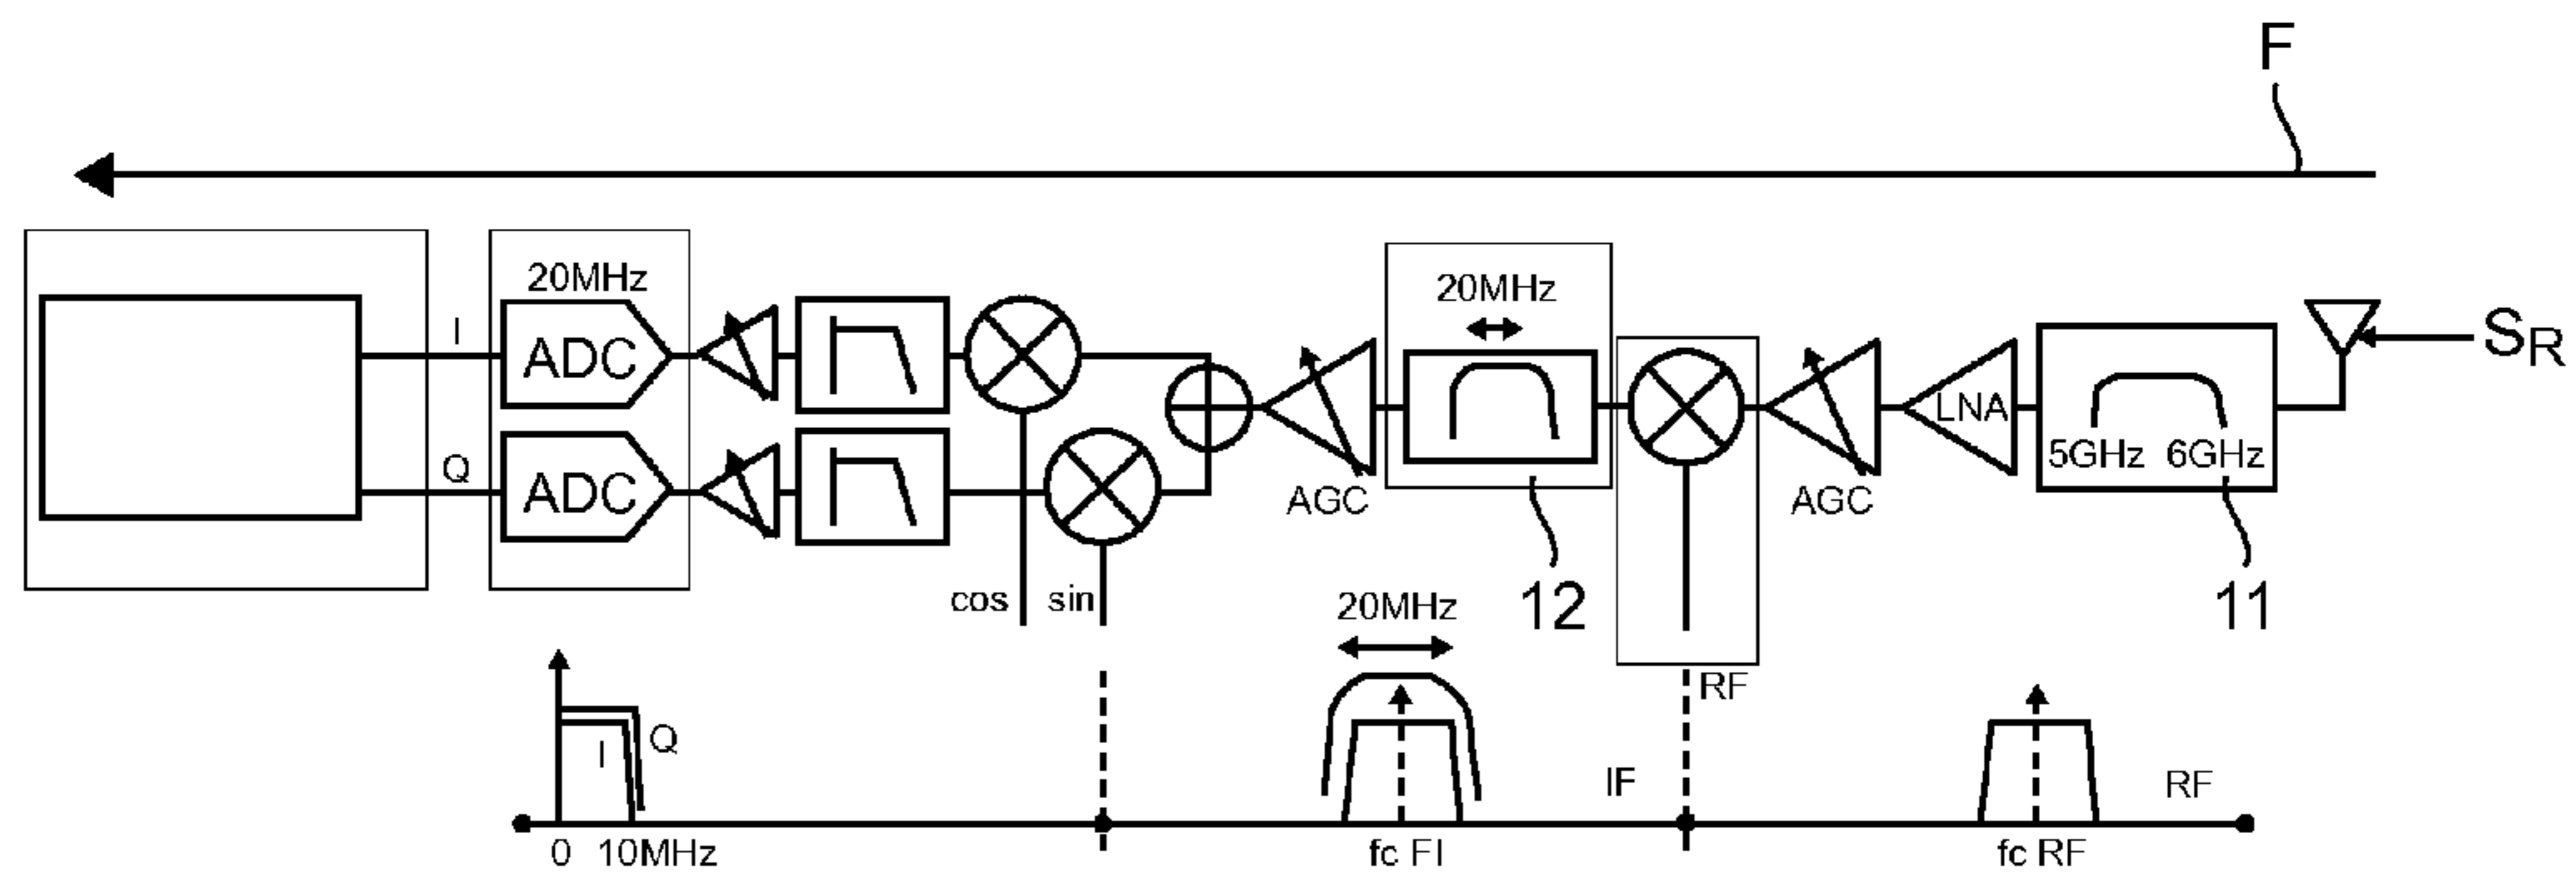 F
20MHz
20MHz
I
ADC
LNA
SR
5GHz 6GHz
Q
ADC
AGC
AGC
cos
sin
20MHz
12
11
RF
I
Q
IF
RF
0
10MHz
fc FI
fc RF